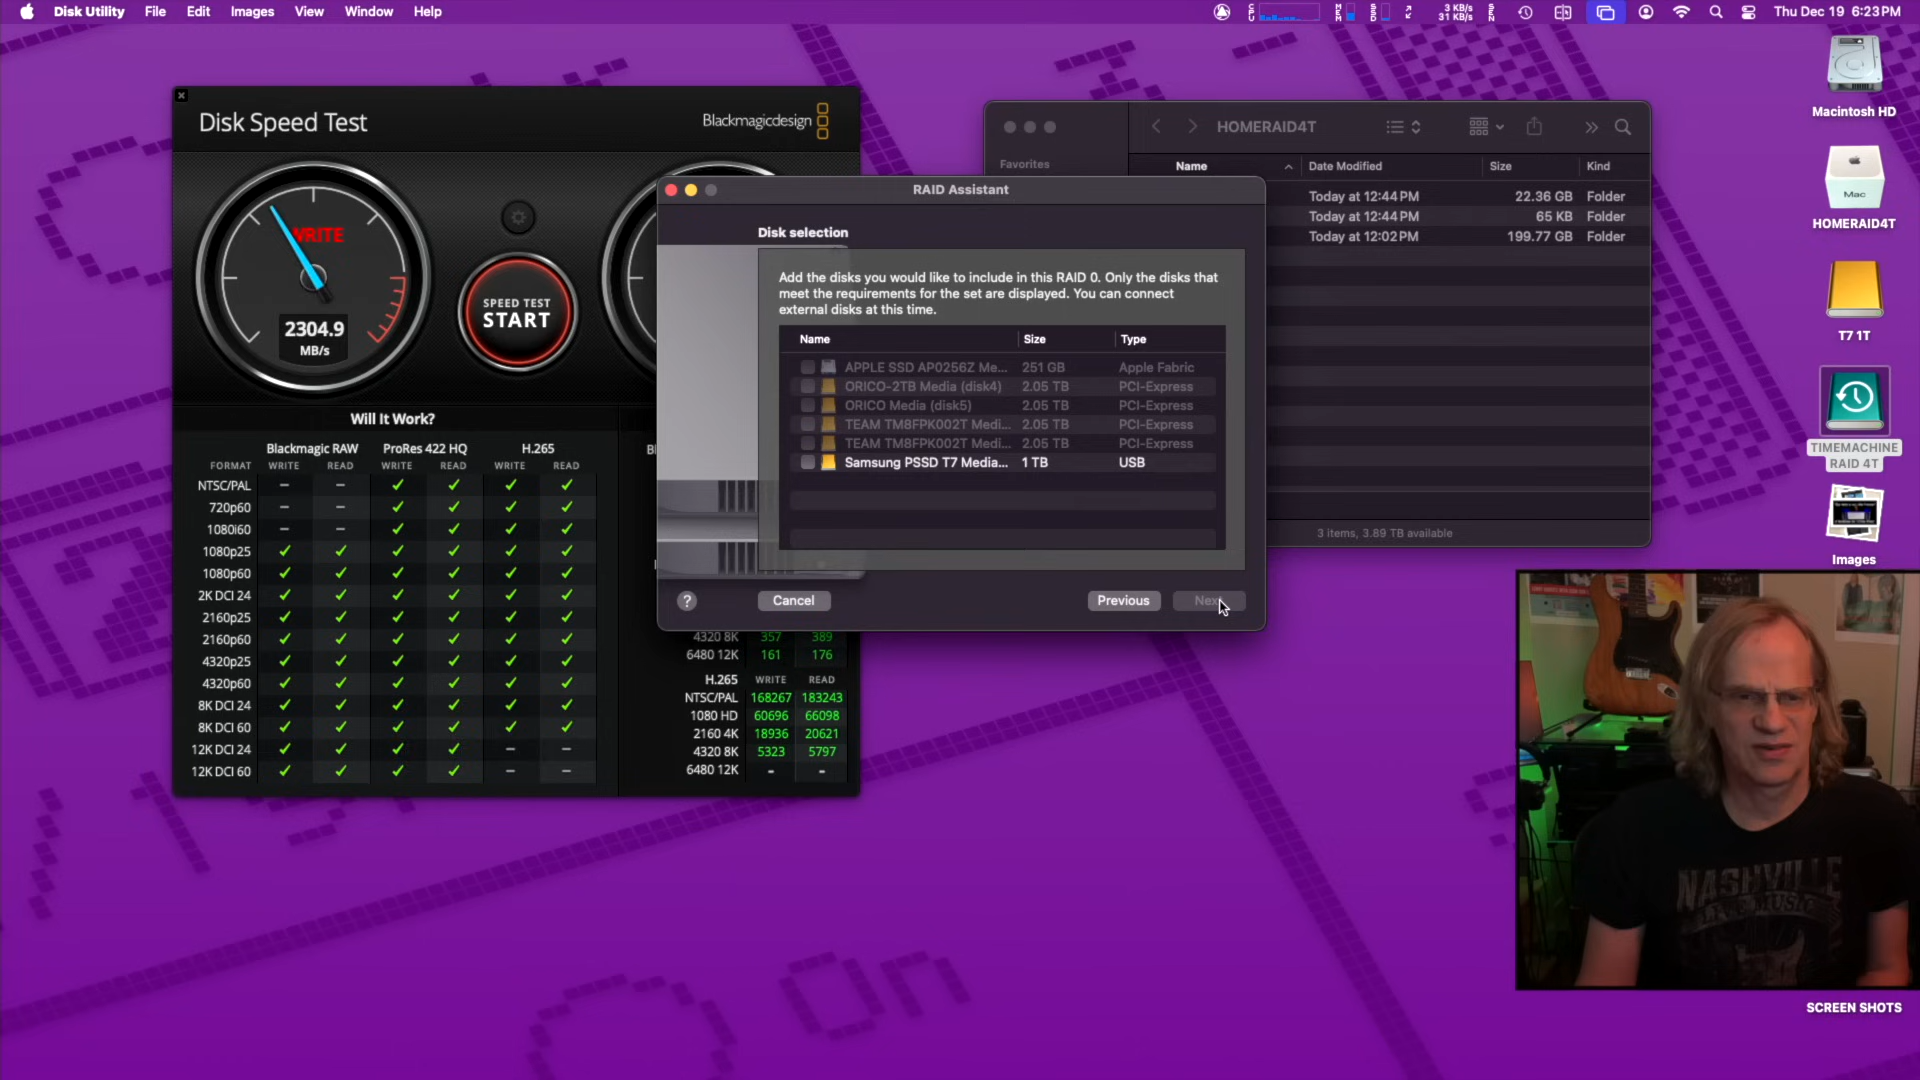 Disk Utility File Edit Images View Window Help
3 KB/s
31 KB/s
Thu Dec 19 6:23 PM
Disk Speed Test
Blackmagicdesign
WRITE
2304.9
MB/s
SPEED TEST
START
Will It Work?
Blackmagic RAW ProRes 422 HQ H.265
FORMAT WRITE READ WRITE READ WRITE READ
NTSC/PAL – –
720p60 – –
1080i60 – –
1080p25
1080p60
2K DCI 24
2160p25
2160p60
4320p25
4320p60
8K DCI 24
8K DCI 60
12K DCI 24 – –
12K DCI 60 – –
4320 8K 357 389
6480 12K 161 176
H.265 WRITE READ
NTSC/PAL 168267 183243
1080 HD 60696 66098
2160 4K 18936 20621
4320 8K 5323 5797
6480 12K - -
RAID Assistant
Disk selection
Add the disks you would like to include in this RAID 0. Only the disks that
meet the requirements for the set are displayed. You can connect
external disks at this time.
Name Size Type
APPLE SSD AP0256Z Me... 251 GB Apple Fabric
ORICO-2TB Media (disk4) 2.05 TB PCI-Express
ORICO Media (disk5) 2.05 TB PCI-Express
TEAM TM8FPK002T Medi... 2.05 TB PCI-Express
TEAM TM8FPK002T Medi... 2.05 TB PCI-Express
Samsung PSSD T7 Media... 1 TB USB
? Cancel Previous Next
HOMERAID4T
Favorites
Name Date Modified Size Kind
Today at 12:44 PM 22.36 GB Folder
Today at 12:44 PM 65 KB Folder
Today at 12:02 PM 199.77 GB Folder
3 items, 3.89 TB available
Macintosh HD
Mac
HOMERAID4T
T7 1T
TIMEMACHINE
RAID 4T
Images
NASHVILLE
LIVE MUSIC
SCREEN SHOTS